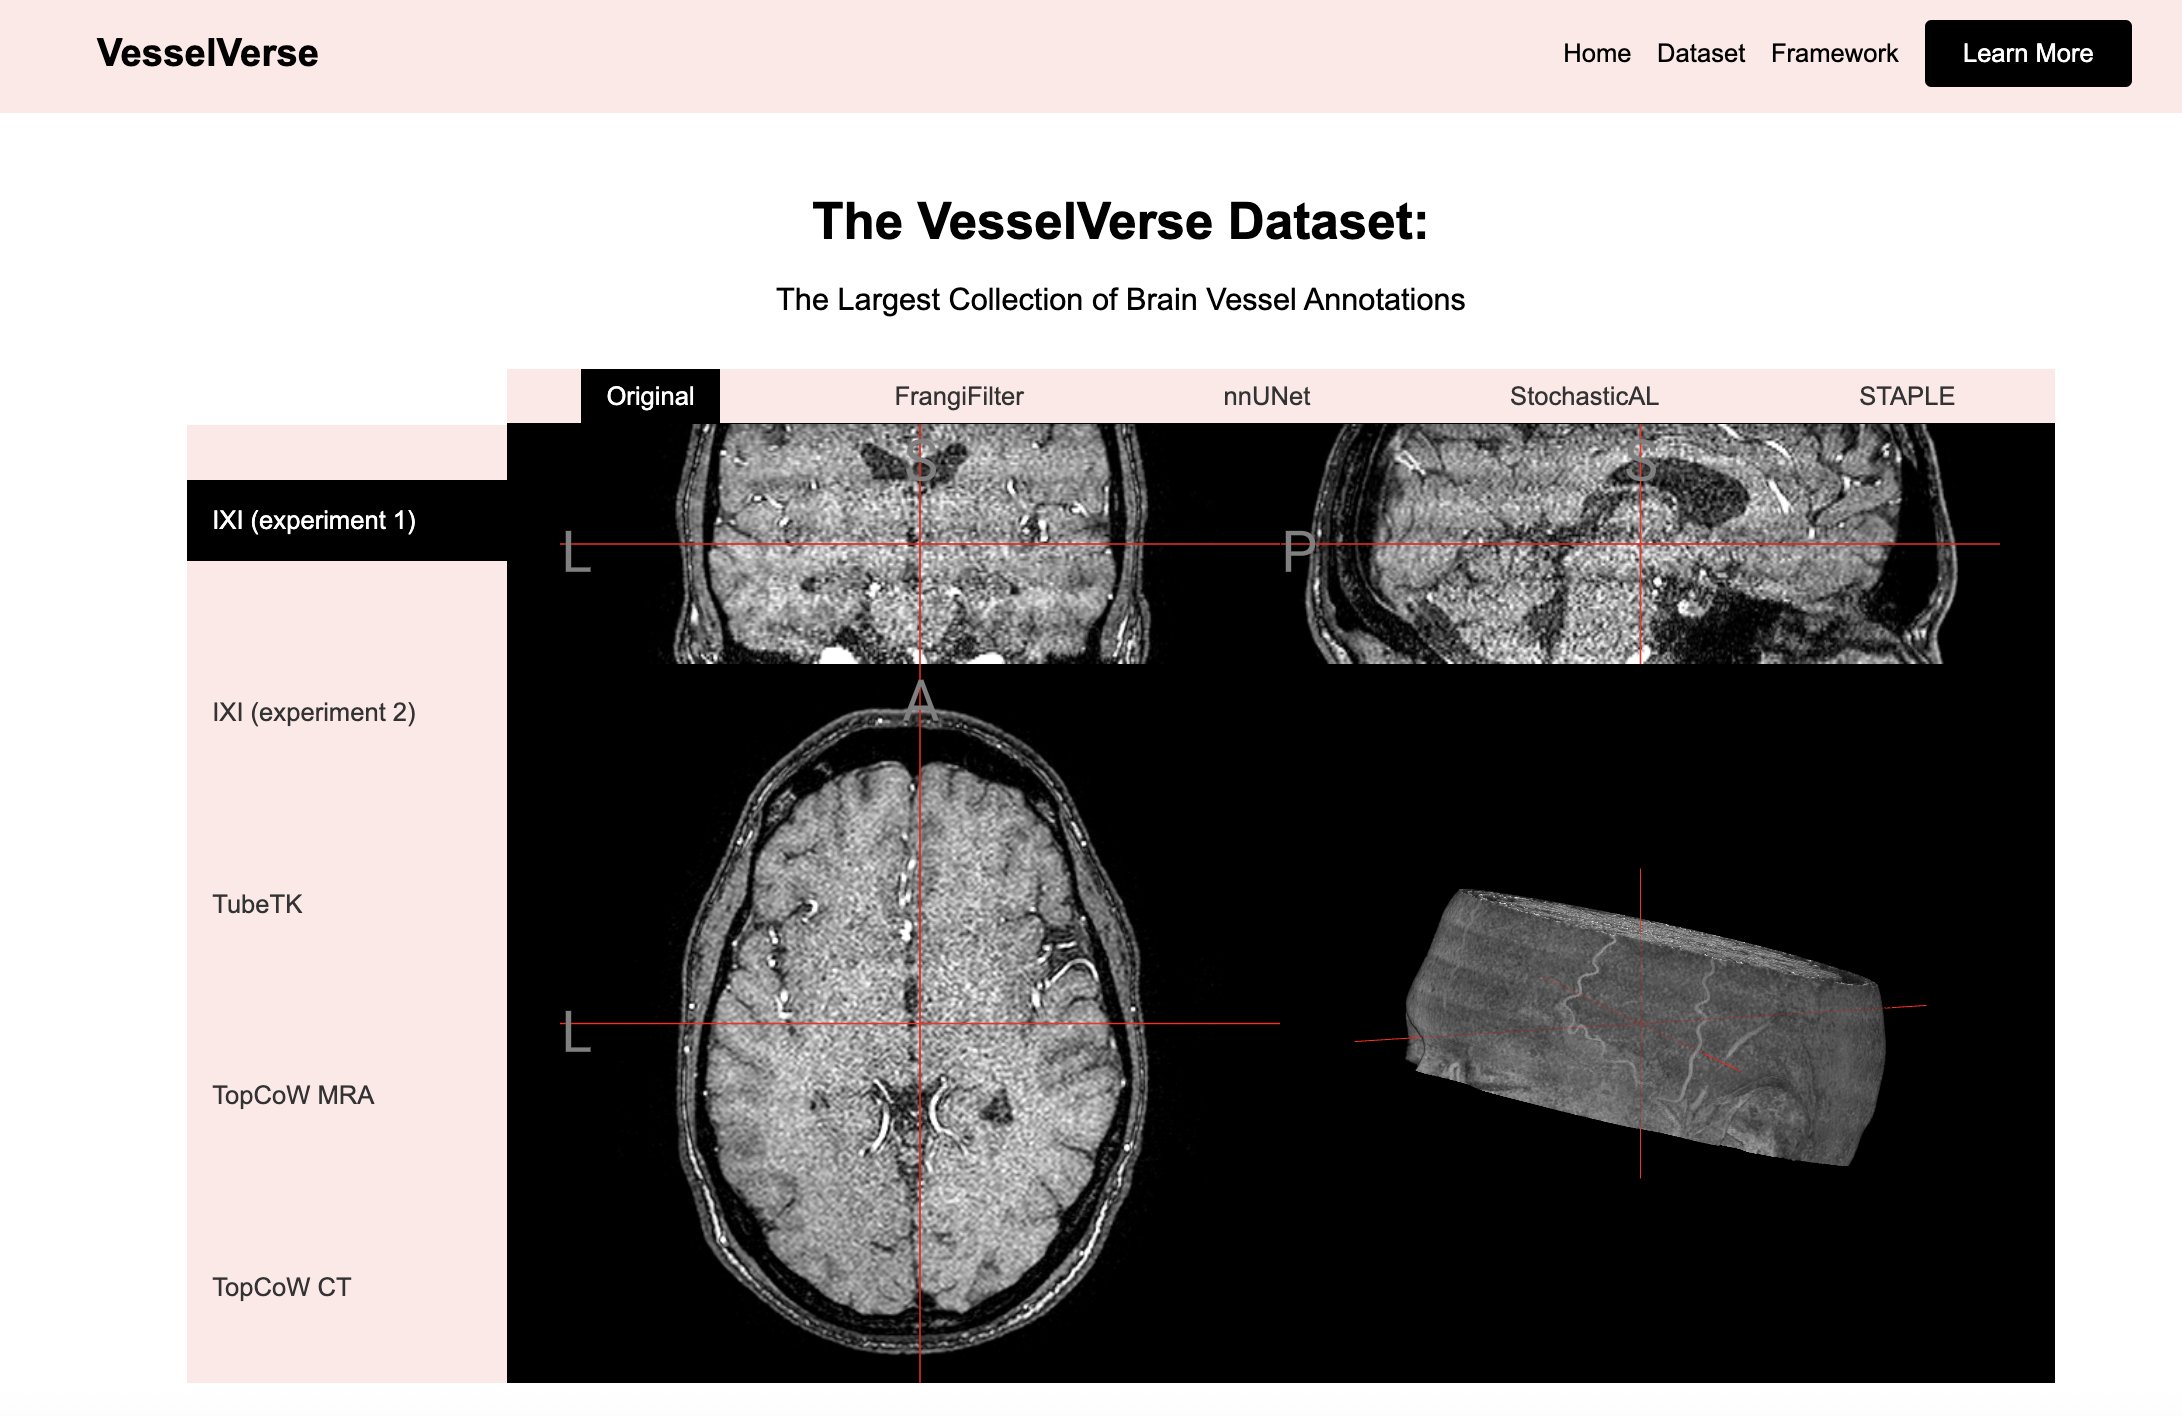 VesselVerse
Home Dataset Framework Learn More
The VesselVerse Dataset:
The Largest Collection of Brain Vessel Annotations
Original FrangiFilter nnUNet StochasticAL STAPLE
IXI (experiment 1)
IXI (experiment 2)
TubeTK
TopCoW MRA
TopCoW CT
S S
L P
A
L